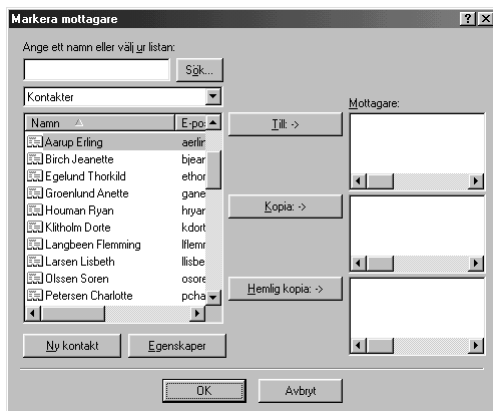 Markera mottagare
Ange ett namn eller välj ur listan:
Sök...
Kontakter
Namn E-po
Aarup Erling aerlin
Birch Jeanette bjear
Egelund Thorkild ethor
Groenlund Anette gane
Houman Ryan hryar
Klitholm Dorte kdort
Langbeen Flemming lflemr
Larsen Lisbeth llisbe
Olssen Soren osore
Petersen Charlotte pcha
Ny kontakt Egenskaper
Mottagare:
Till: ->
Kopia: ->
Hemlig kopia: ->
OK Avbryt